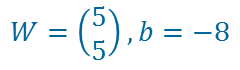 W = (5 5), b = −8